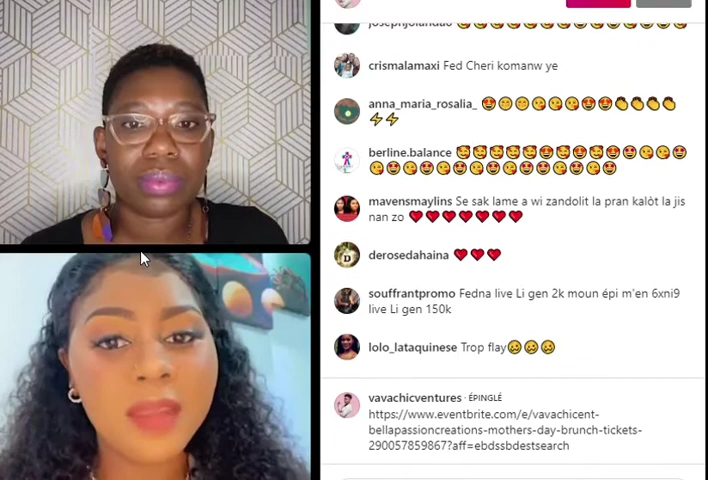 josephjolandao
crismalamaxi Fed Cheri komanw ye
anna_maria_rosalia_ 😍😊😊😘😘😘😍😍👏👏👏👏
⚡⚡
berline.balance
mavensmaylins Se sak lame a wi zandolit la pran kalòt la jis
nan zo ❤❤❤❤❤❤❤
derosedahaina ❤❤❤
souffrantpromo Fedna live Li gen 2k moun épi m'en 6xni9
live Li gen 150k
lolo_lataquinese Trop flay🥴🥴🥴
vavachicventures · ÉPINGLÉ
https://www.eventbrite.com/e/vavachicent-
bellapassioncreations-mothers-day-brunch-tickets-
290057859867?aff=ebdssbdestsearch